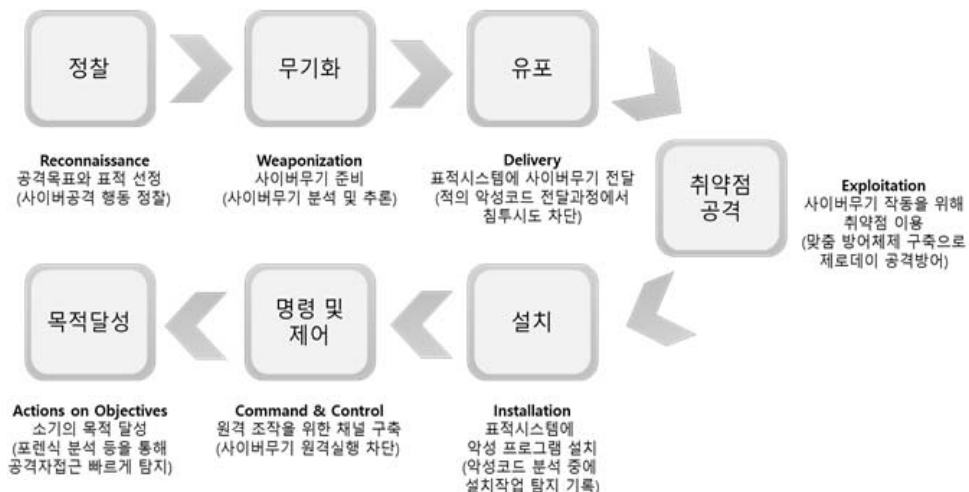 정찰
무기화
유포
Reconnaissance
공격목표와 표적 선정
(사이버공격 행동 정찰)
Weaponization
사이버무기 준비
(사이버무기 분석 및 추론)
Delivery
표적시스템에 사이버무기 전달
(적의 악성코드 전달과정에서
침투시도 차단)
취약점
공격
Exploitation
사이버무기 작동을 위해
취약점 이용
(맞춤 방어체제 구축으로
제로데이 공격방어)
목적달성
명령 및
제어
설치
Actions on Objectives
소기의 목적 달성
(포렌식 분석 등을 통해
공격자접근 빠르게 탐지)
Command & Control
원격 조작을 위한 채널 구축
(사이버무기 원격실행 차단)
Installation
표적시스템에
악성 프로그램 설치
(악성코드 분석 중에
설치작업 탐지 기록)